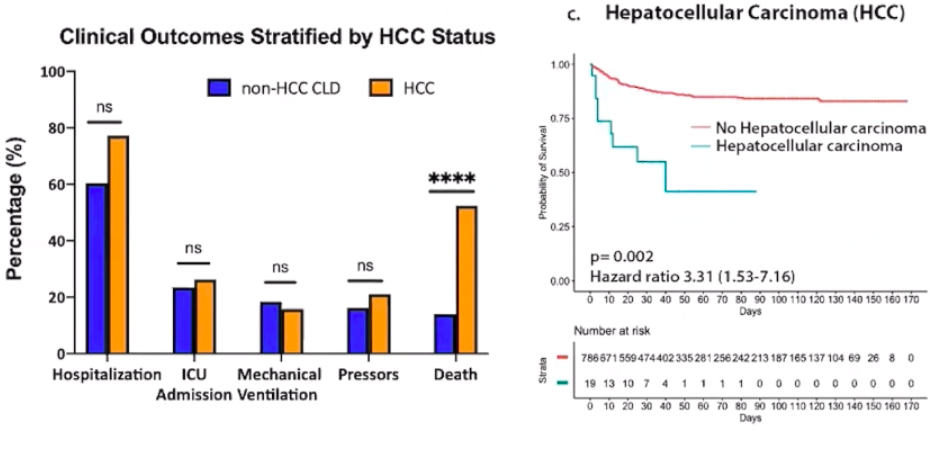 Clinical Outcomes Stratified by HCC Status
non-HCC CLD HCC
Percentage (%)
100
80
60
40
20
0
ns
ns
ns
ns
****
Hospitalization ICU Mechanical Pressors Death
Admission Ventilation
c. Hepatocellular Carcinoma (HCC)
Probability of Survival
1.00
0.75
0.50
0.25
0.00
No Hepatocellular carcinoma
Hepatocellular carcinoma
p= 0.002
Hazard ratio 3.31 (1.53-7.16)
0 10 20 30 40 50 60 70 80 90 100 110 120 130 140 150 160 170
Days
Number at risk
Strata
786 671 559 474 402 335 281 256 242 213 187 165 137 104 69 26 8 0
19 13 10 7 4 1 1 1 1 0 0 0 0 0 0 0 0 0
0 10 20 30 40 50 60 70 80 90 100 110 120 130 140 150 160 170
Days